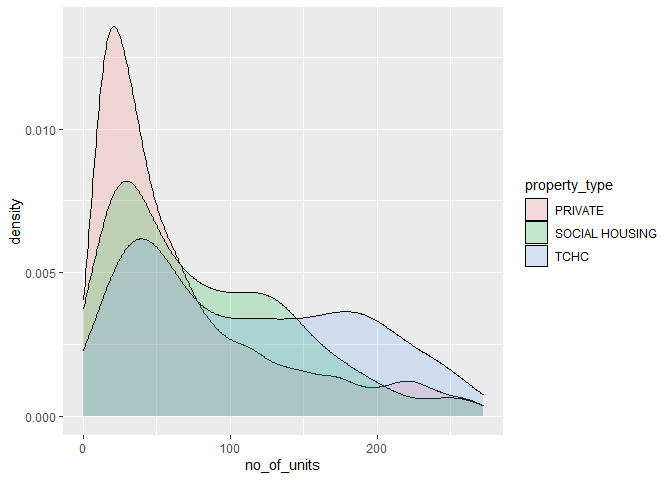 0.010
0.005
0.000
density
0
100
200
no_of_units
property_type
PRIVATE
SOCIAL HOUSING
TCHC